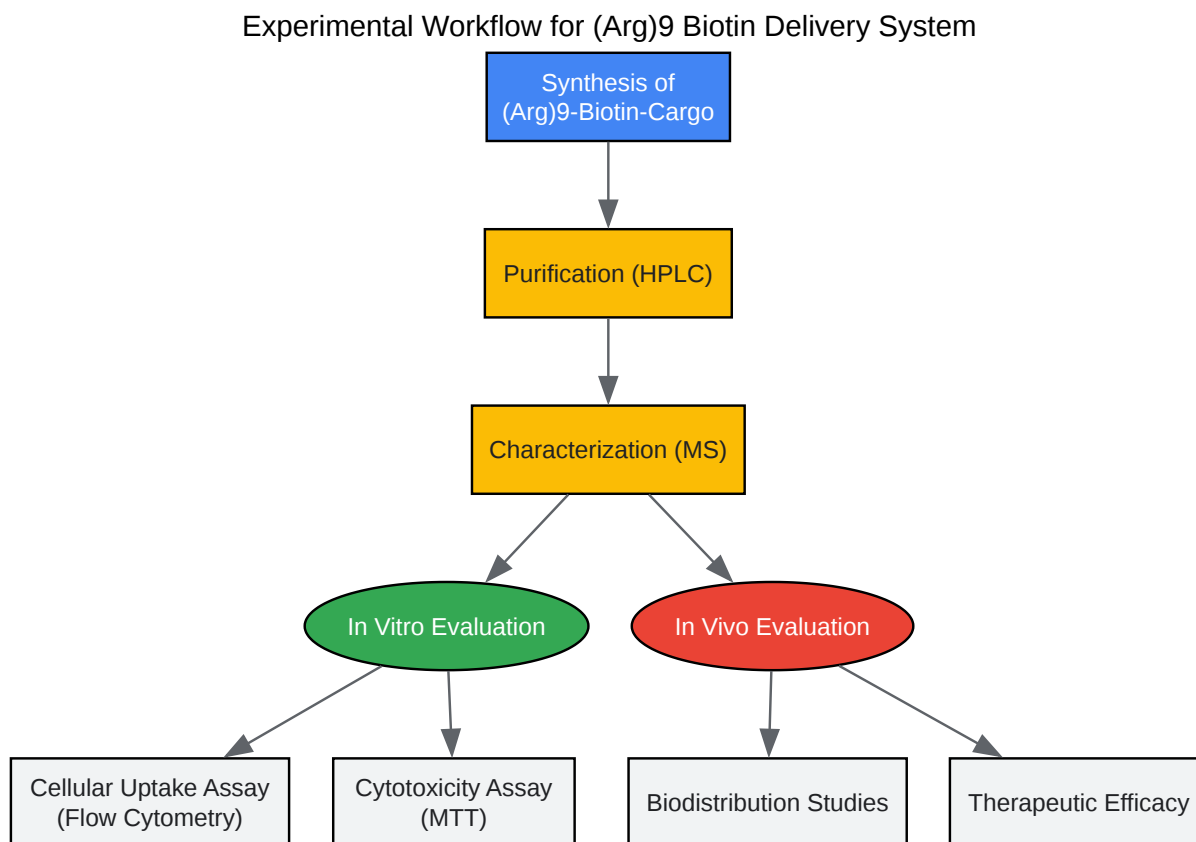 Experimental Workflow for (Arg)9 Biotin Delivery System
Synthesis of
(Arg)9-Biotin-Cargo
Purification (HPLC)
Characterization (MS)
In Vitro Evaluation
In Vivo Evaluation
Cellular Uptake Assay
(Flow Cytometry)
Cytotoxicity Assay
(MTT)
Biodistribution Studies
Therapeutic Efficacy